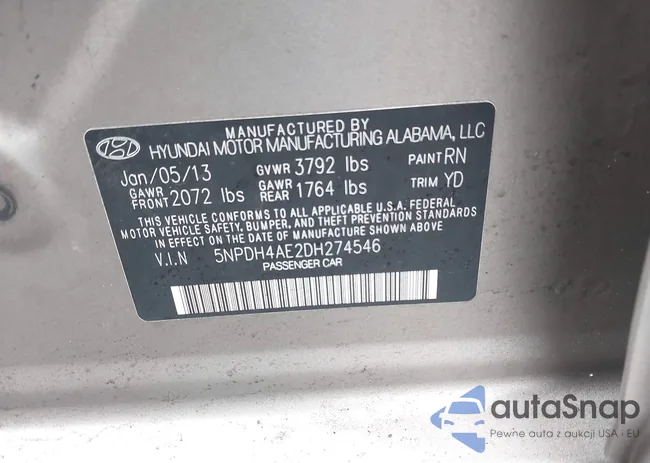 MANUFACTURED BY
HYUNDAI MOTOR MANUFACTURING ALABAMA, LLC
Jan/05/13 GVWR 3792 lbs PAINT RN
GAWR FRONT 2072 lbs GAWR REAR 1764 lbs TRIM YD
THIS VEHICLE CONFORMS TO ALL APPLICABLE U.S.A. FEDERAL
MOTOR VEHICLE SAFETY, BUMPER, AND THEFT PREVENTION STANDARDS
IN EFFECT ON THE DATE OF MANUFACTURE SHOWN ABOVE
V.I.N 5NPDH4AE2DH274546
PASSENGER CAR
autaSnap
Pewne auta z aukcji USA i EU